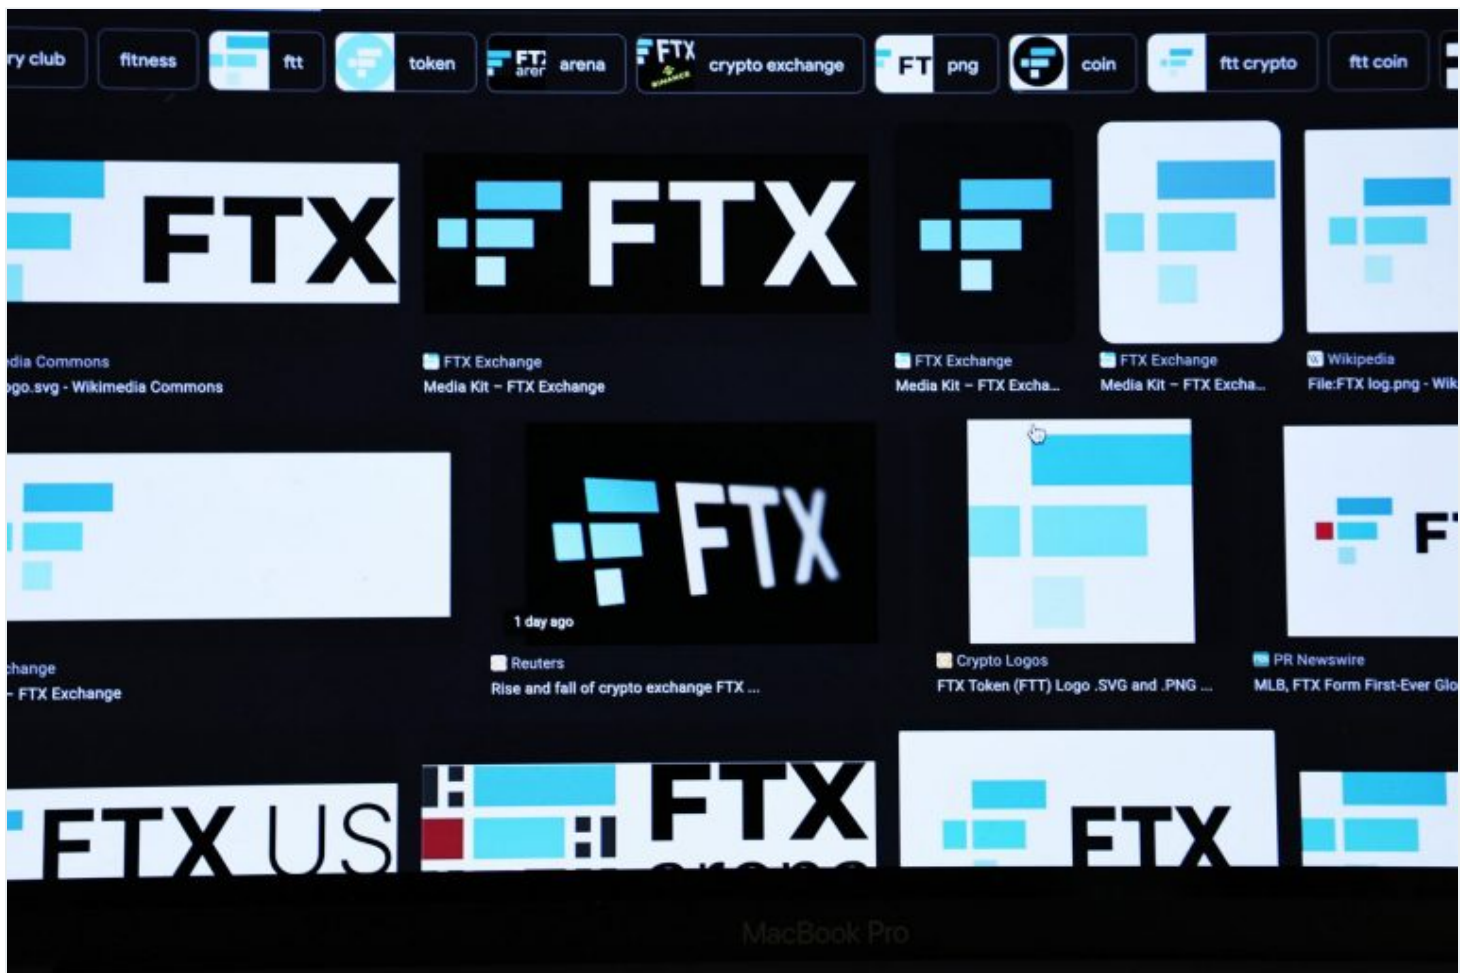 ry club
fitness
ftt
token
FTX
arena
crypto exchange
FTX
BINANCE
FT
png
coin
ftt crypto
ftt coin
FTX
FTX
dia Commons
ogo.svg - Wikimedia Commons
FTX Exchange
Media Kit – FTX Exchange
FTX Exchange
Media Kit – FTX Excha...
FTX Exchange
Media Kit – FTX Excha...
W Wikipedia
File:FTX log.png - Wik
FTX
1 day ago
F
change
– FTX Exchange
Reuters
Rise and fall of crypto exchange FTX ...
Crypto Logos
FTX Token (FTT) Logo .SVG and .PNG ...
PR Newswire
MLB, FTX Form First-Ever Glo
FTX US
FTX
arena
FTX
MacBook Pro